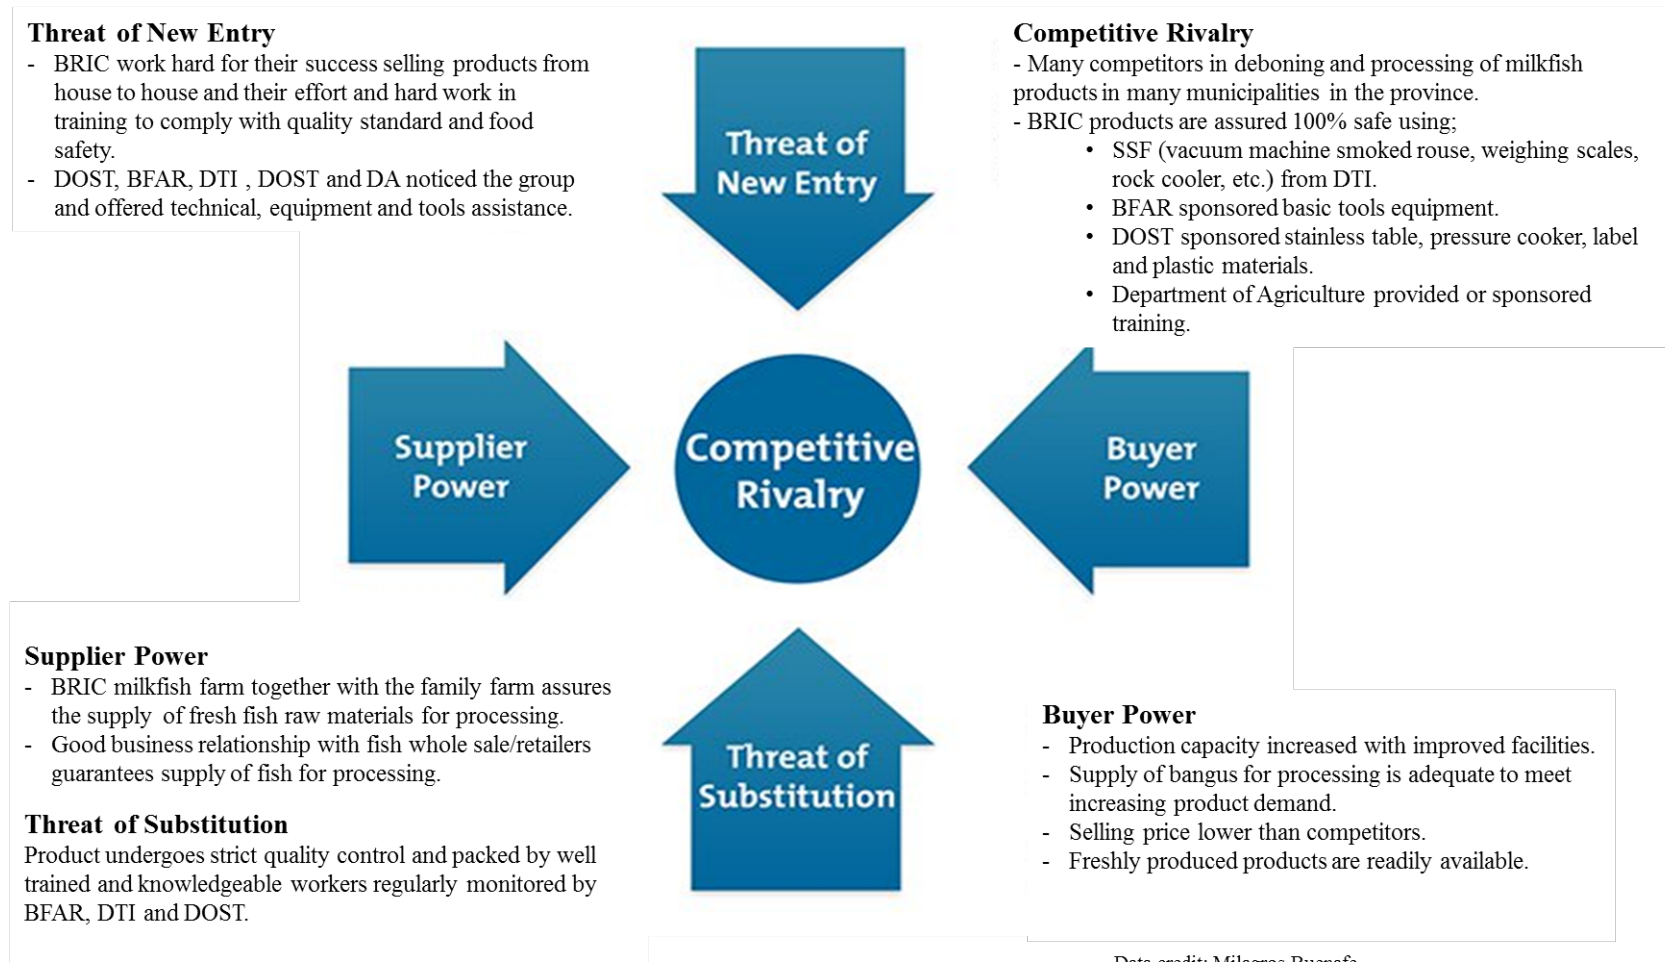 Threat of New Entry
- BRIC work hard for their success selling products from
house to house and their effort and hard work in
training to comply with quality standard and food
safety.
- DOST, BFAR, DTI , DOST and DA noticed the group
and offered technical, equipment and tools assistance.
Threat of
New Entry
Competitive Rivalry
- Many competitors in deboning and processing of milkfish
products in many municipalities in the province.
- BRIC products are assured 100% safe using;
• SSF (vacuum machine smoked rouse, weighing scales,
rock cooler, etc.) from DTI.
• BFAR sponsored basic tools equipment.
• DOST sponsored stainless table, pressure cooker, label
and plastic materials.
• Department of Agriculture provided or sponsored
training.
Supplier
Power
Competitive
Rivalry
Buyer
Power
Supplier Power
- BRIC milkfish farm together with the family farm assures
the supply of fresh fish raw materials for processing.
- Good business relationship with fish whole sale/retailers
guarantees supply of fish for processing.
Threat of Substitution
Product undergoes strict quality control and packed by well
trained and knowledgeable workers regularly monitored by
BFAR, DTI and DOST.
Threat of
Substitution
Buyer Power
- Production capacity increased with improved facilities.
- Supply of bangus for processing is adequate to meet
increasing product demand.
- Selling price lower than competitors.
- Freshly produced products are readily available.
Data credit: Milagros Buenafe